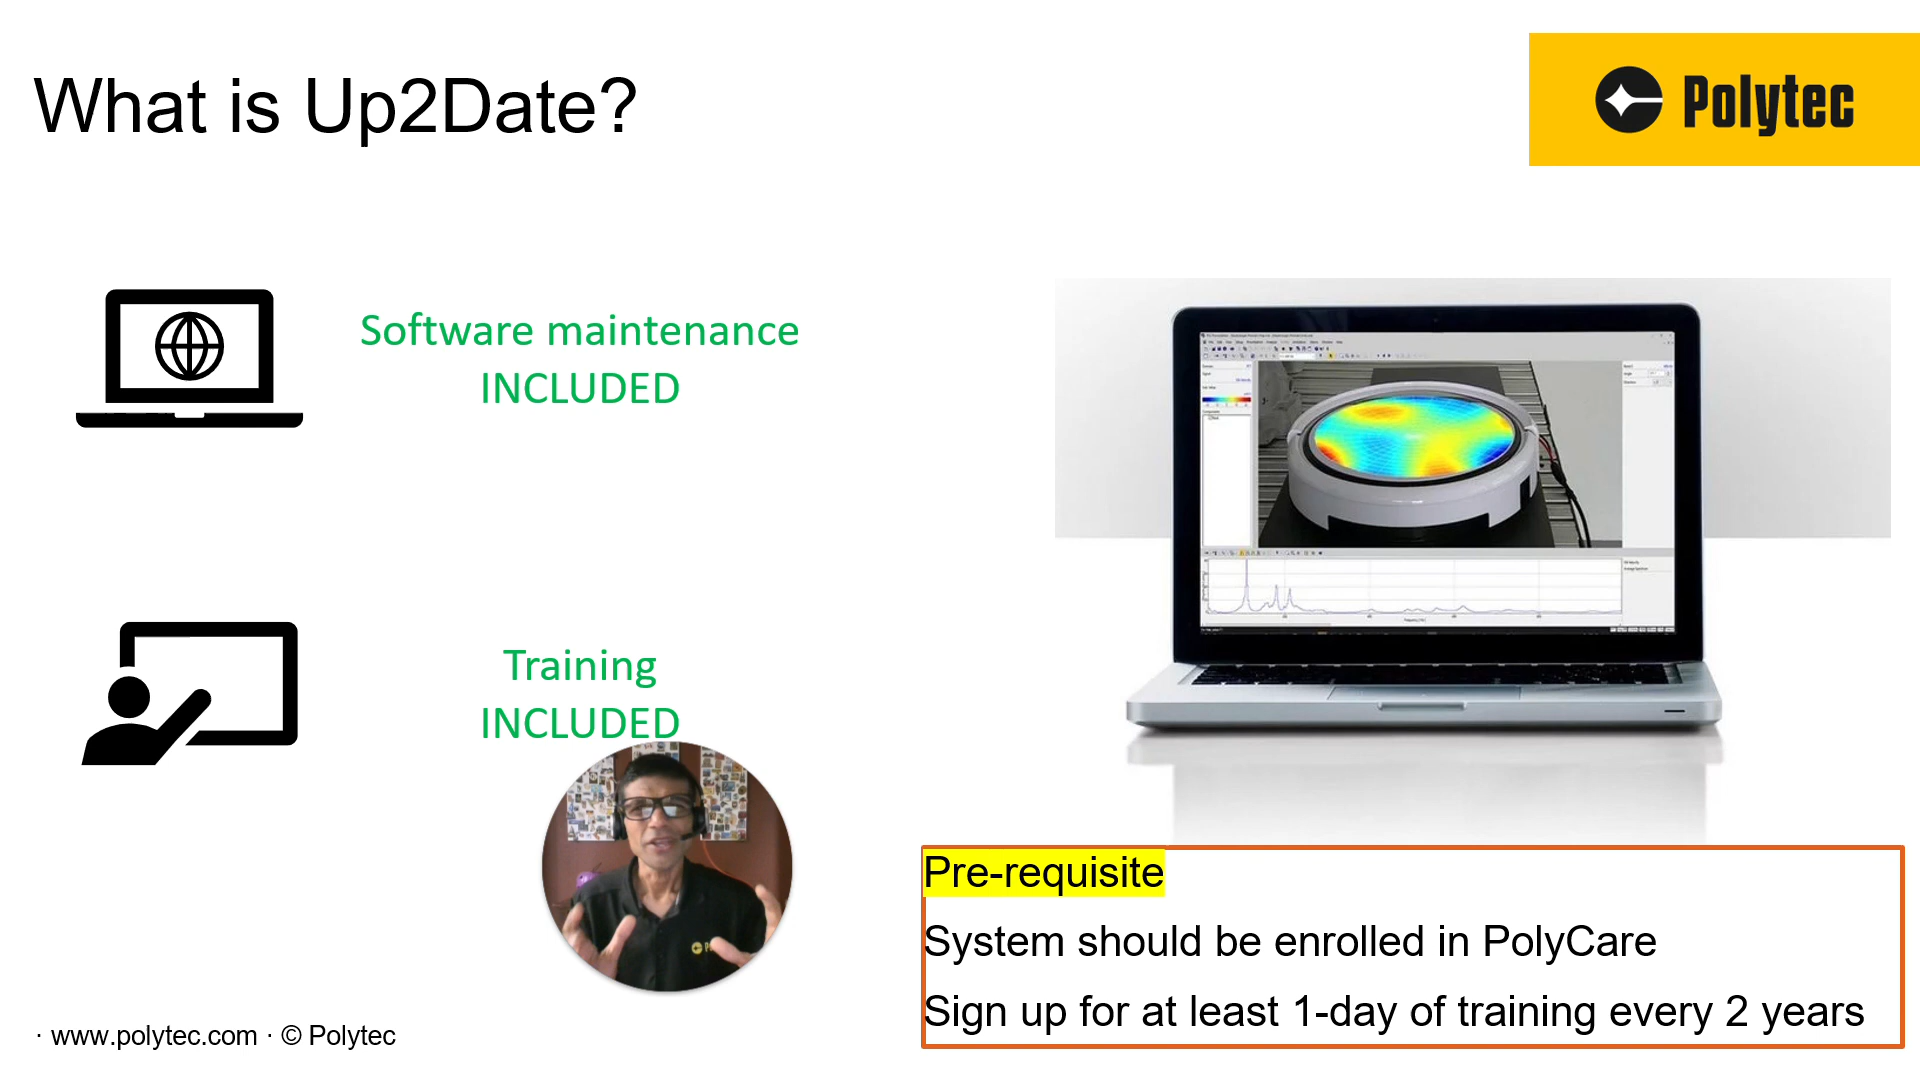 What is Up2Date?
Polytec
Software maintenance
INCLUDED
Training
INCLUDED
Pre-requisite
System should be enrolled in PolyCare
Sign up for at least 1-day of training every 2 years
· www.polytec.com · © Polytec